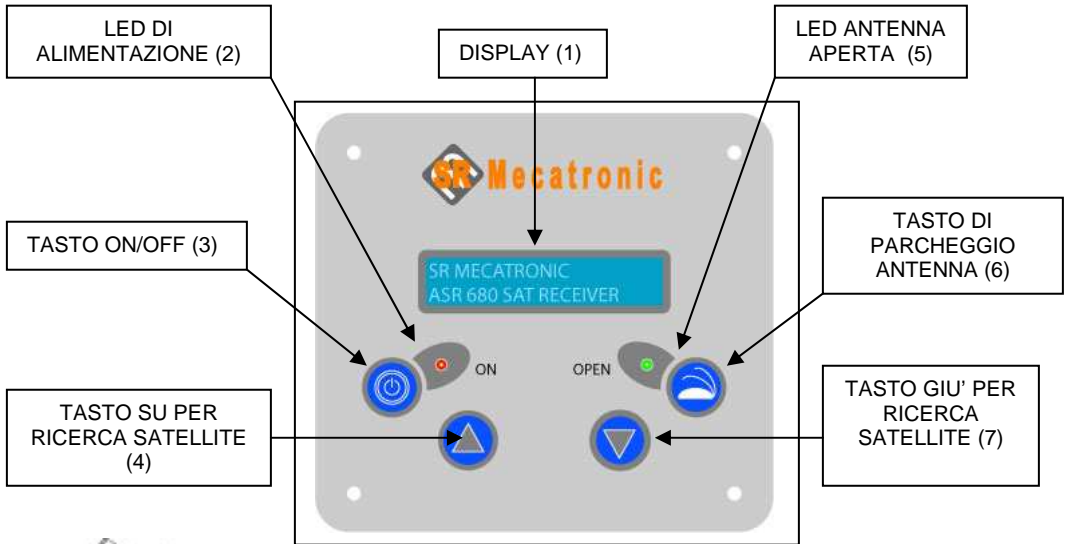 LED DI
ALIMENTAZIONE (2)
DISPLAY (1)
LED ANTENNA
APERTA (5)
SR Mecatronic
TASTO ON/OFF (3)
TASTO DI
PARCHEGGIO
ANTENNA (6)
SR MECATRONIC
ASR 680 SAT RECEIVER
ON
OPEN
TASTO SU PER
RICERCA SATELLITE
(4)
TASTO GIU' PER
RICERCA
SATELLITE (7)